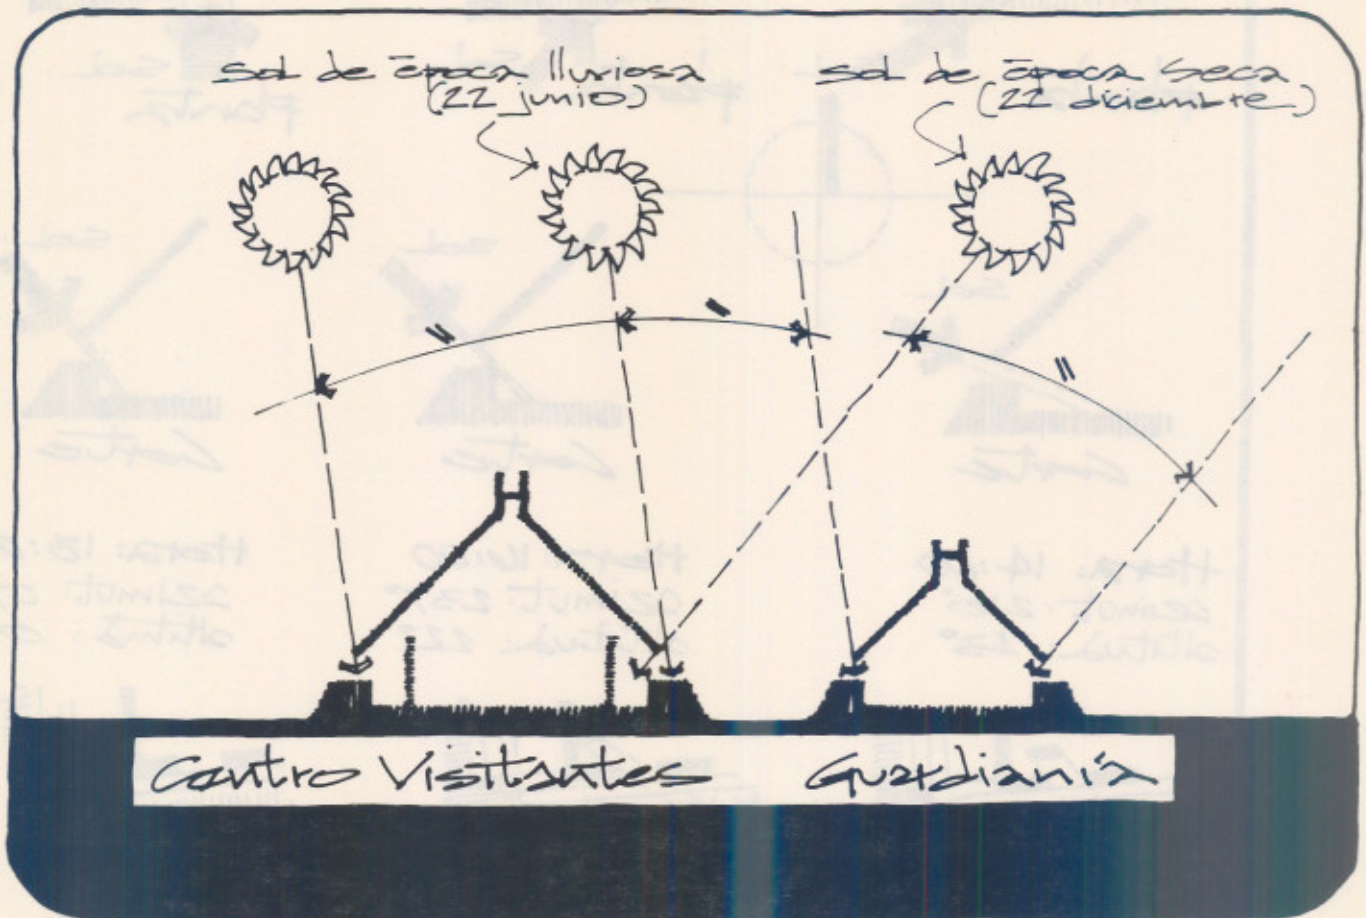 Sol de época lluviosa
(22 junio)
Sol de época seca
(22 diciembre)
Centro Visitantes
Guardianía